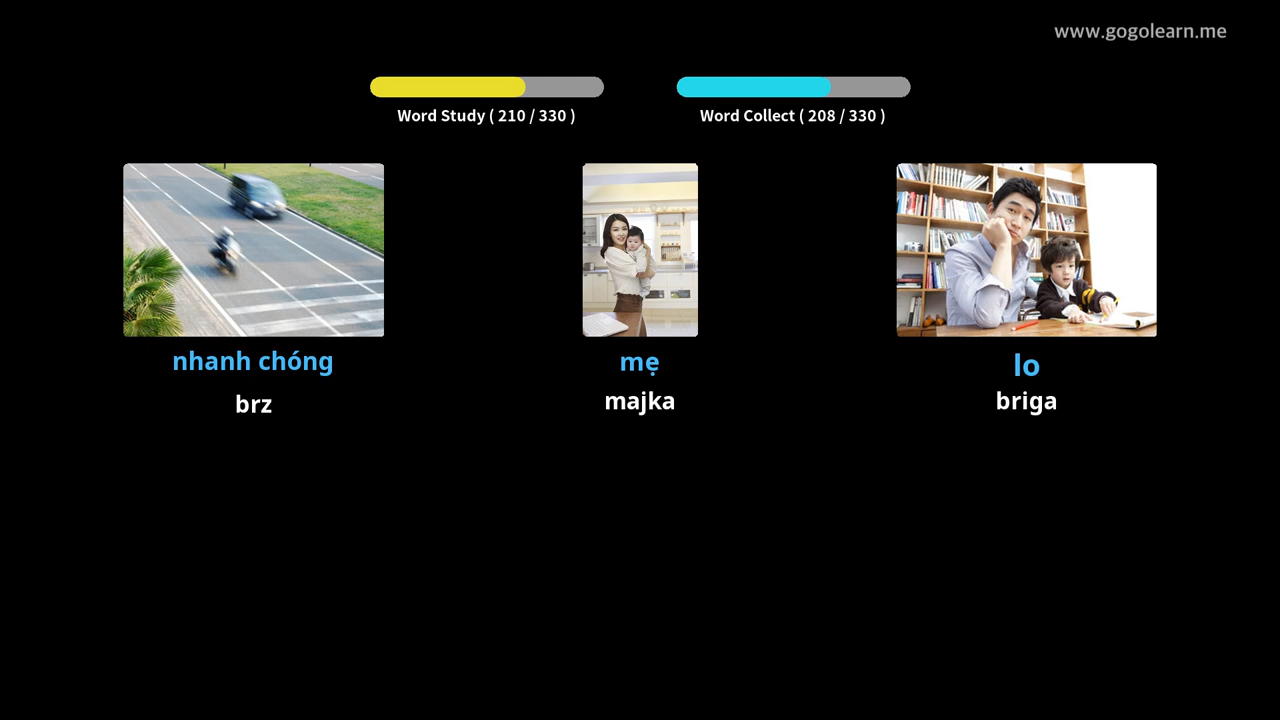 www.gogolearn.me
Word Study ( 210 / 330 )
Word Collect ( 208 / 330 )
nhanh chóng
mẹ
lo
brz
majka
briga